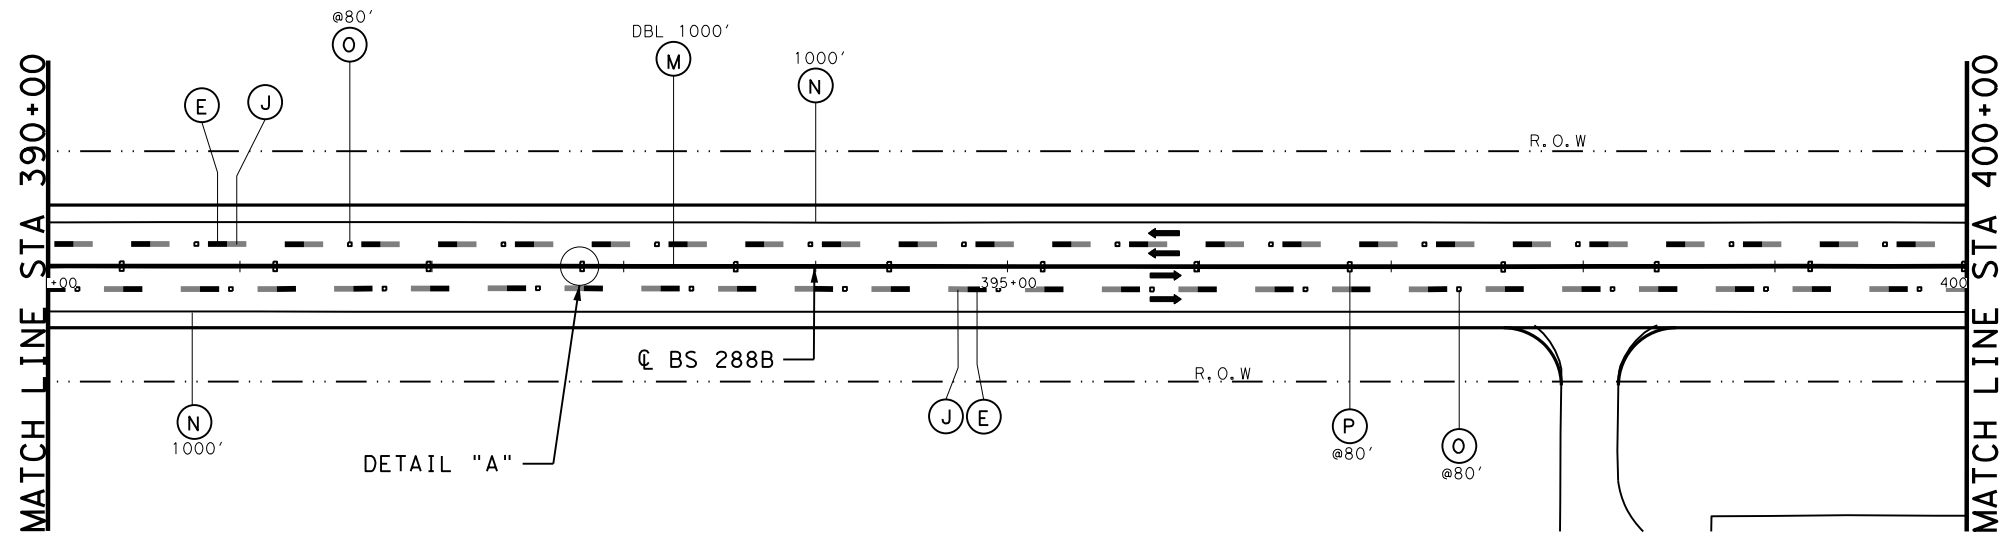 MATCH LINE STA 390+00
@80'
O
E
J
DBL 1000'
M
1000'
N
R.O.W
+00
395+00
400
℄ BS 288B
R.O.W
N
1000'
DETAIL "A"
J
E
P
@80'
O
@80'
MATCH LINE STA 400+00